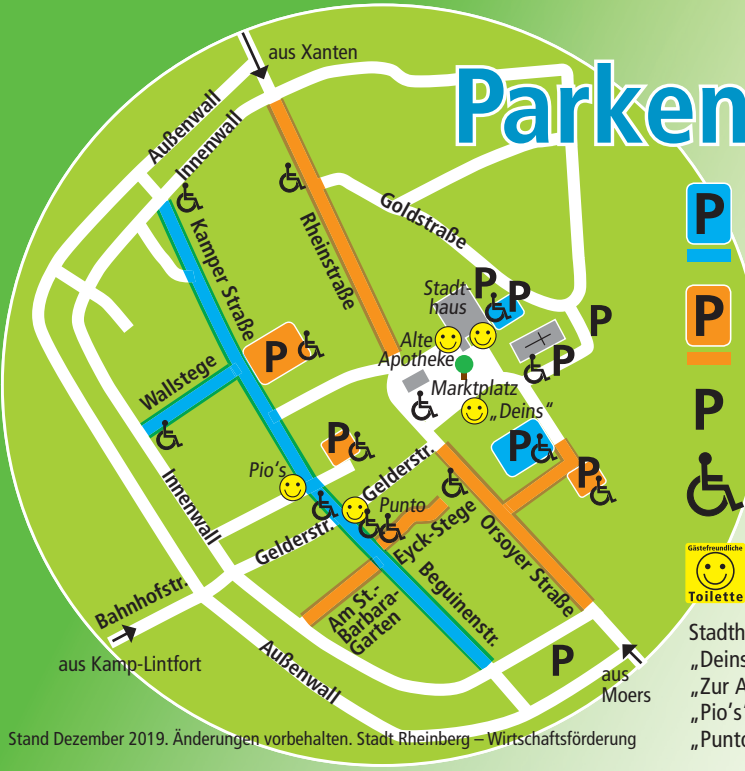 aus Xanten
Parken
Außenwall
Innenwall
Kamper Straße
Rheinstraße
Goldstraße
P
P
P
Stadt-
haus
P
P
P
P
Alte
Apotheke
Marktplatz
„Deins“
P
Wallstege
P
P
P
Pio's
Gelderstr.
Punto
Innenwall
Gelderstr.
Eyck-Stege
Orsoyer Straße
Beguinenstr.
Am St.-
Barbara-
Garten
Bahnhofstr.
aus Kamp-Lintfort
Außenwall
P
aus
Moers
Gästefreundliche
Toilette
Stadth
„Deins
„Zur A
„Pio's
„Punto
Stand Dezember 2019. Änderungen vorbehalten. Stadt Rheinberg – Wirtschaftsförderung